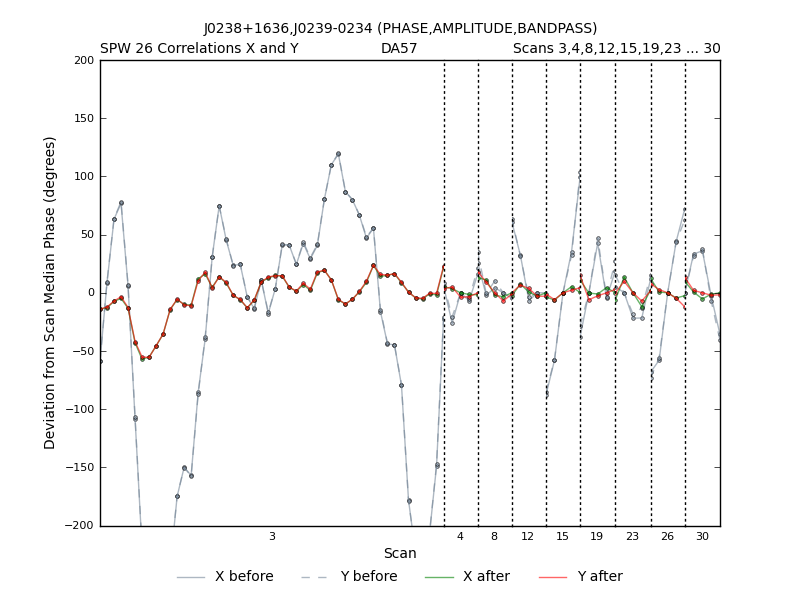 J0238+1636,J0239-0234 (PHASE,AMPLITUDE,BANDPASS)
SPW 26 Correlations X and Y DA57 Scans 3,4,8,12,15,19,23 ... 30
200
150
100
50
0
−50
−100
−150
−200
Deviation from Scan Median Phase (degrees)
3 4 8 12 15 19 23 26 30
Scan
X before Y before X after Y after